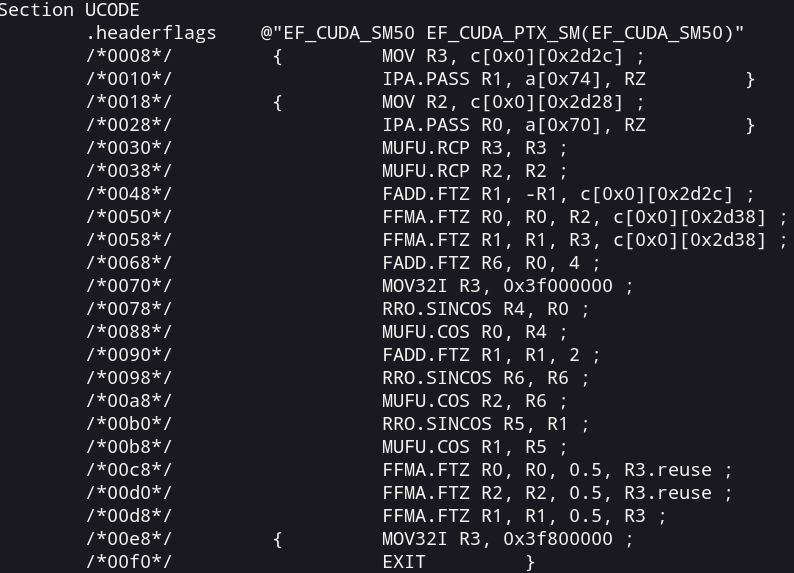 Section UCODE
.headerflags @"EF_CUDA_SM50 EF_CUDA_PTX_SM(EF_CUDA_SM50)"
/*0008*/ { MOV R3, c[0x0][0x2d2c] ;
/*0010*/ IPA.PASS R1, a[0x74], RZ }
/*0018*/ { MOV R2, c[0x0][0x2d28] ;
/*0028*/ IPA.PASS R0, a[0x70], RZ }
/*0030*/ MUFU.RCP R3, R3 ;
/*0038*/ MUFU.RCP R2, R2 ;
/*0048*/ FADD.FTZ R1, -R1, c[0x0][0x2d2c] ;
/*0050*/ FFMA.FTZ R0, R0, R2, c[0x0][0x2d38] ;
/*0058*/ FFMA.FTZ R1, R1, R3, c[0x0][0x2d38] ;
/*0068*/ FADD.FTZ R6, R0, 4 ;
/*0070*/ MOV32I R3, 0x3f000000 ;
/*0078*/ RRO.SINCOS R4, R0 ;
/*0088*/ MUFU.COS R0, R4 ;
/*0090*/ FADD.FTZ R1, R1, 2 ;
/*0098*/ RRO.SINCOS R6, R6 ;
/*00a8*/ MUFU.COS R2, R6 ;
/*00b0*/ RRO.SINCOS R5, R1 ;
/*00b8*/ MUFU.COS R1, R5 ;
/*00c8*/ FFMA.FTZ R0, R0, 0.5, R3.reuse ;
/*00d0*/ FFMA.FTZ R2, R2, 0.5, R3.reuse ;
/*00d8*/ FFMA.FTZ R1, R1, 0.5, R3 ;
/*00e8*/ { MOV32I R3, 0x3f800000 ;
/*00f0*/ EXIT }